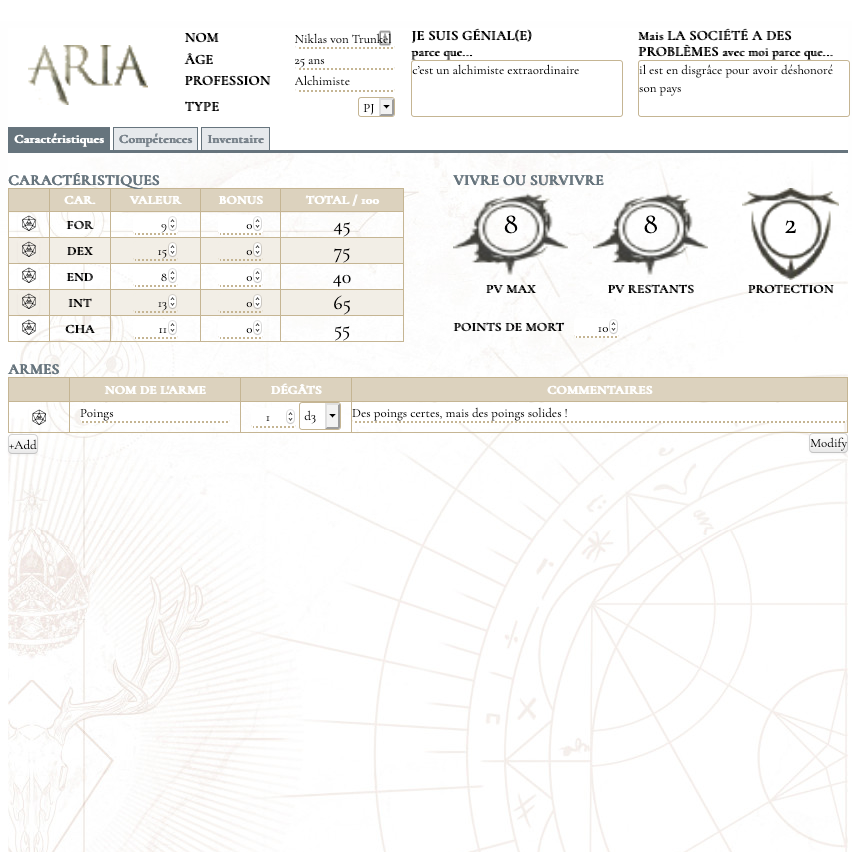 ARIA
NOM Niklas von Trunkel
ÂGE 25 ans
PROFESSION Alchimiste
TYPE PJ
JE SUIS GÉNIAL(E)
parce que...
c'est un alchimiste extraordinaire
Mais LA SOCIÉTÉ A DES
PROBLÈMES avec moi parce que...
il est en disgrâce pour avoir déshonoré
son pays
Caractéristiques Compétences Inventaire
CARACTÉRISTIQUES
CAR. VALEUR BONUS TOTAL / 100
FOR 9 0 45
DEX 15 0 75
END 8 0 40
INT 13 0 65
CHA 11 0 55
VIVRE OU SURVIVRE
8 8 2
PV MAX PV RESTANTS PROTECTION
POINTS DE MORT 10
ARMES
NOM DE L'ARME DÉGÂTS COMMENTAIRES
Poings 1 d3 Des poings certes, mais des poings solides !
+Add Modify